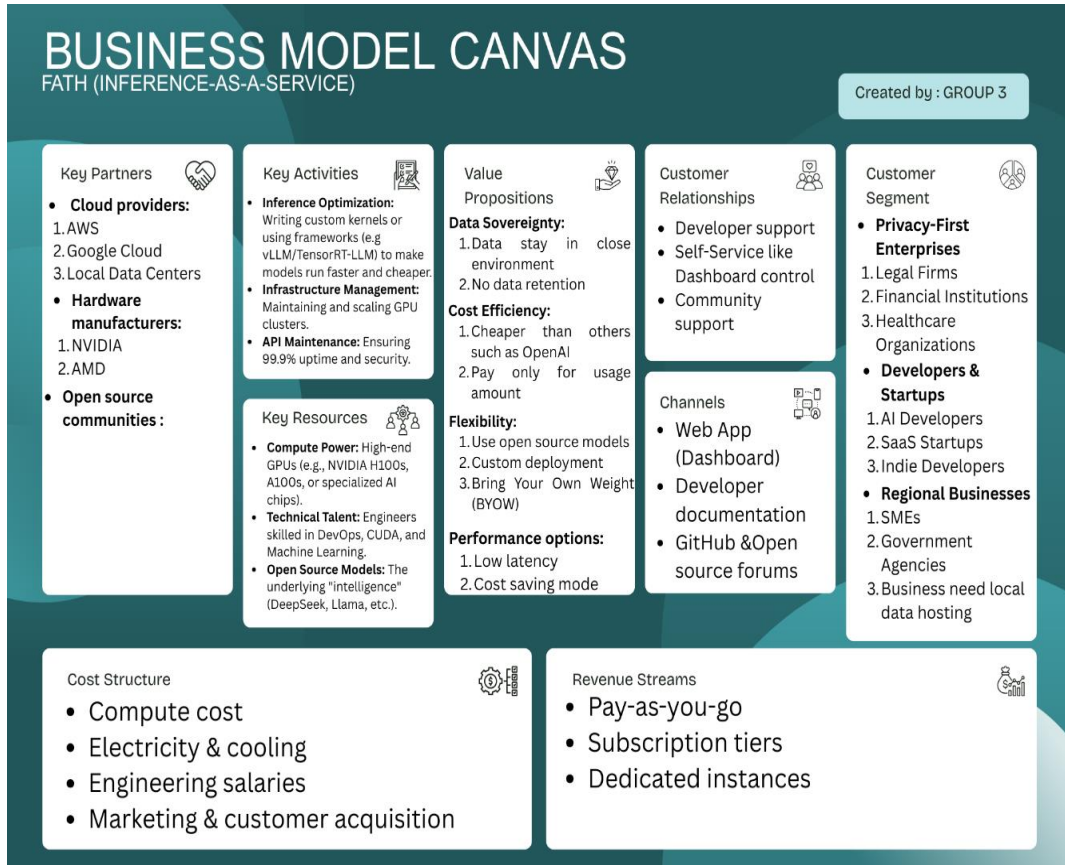 BUSINESS MODEL CANVAS
FATH (INFERENCE-AS-A-SERVICE)
Created by : GROUP 3
Key Partners
• Cloud providers:
1. AWS
2. Google Cloud
3. Local Data Centers
• Hardware
manufacturers:
1. NVIDIA
2. AMD
• Open source
communities :
Key Activities
• Inference Optimization:
Writing custom kernels or
using frameworks (e.g
vLLM/TensorRT-LLM) to make
models run faster and cheaper.
• Infrastructure Management:
Maintaining and scaling GPU
clusters.
• API Maintenance: Ensuring
99.9% uptime and security.
Key Resources
• Compute Power: High-end
GPUs (e.g., NVIDIA H100s,
A100s, or specialized AI
chips).
• Technical Talent: Engineers
skilled in DevOps, CUDA, and
Machine Learning.
• Open Source Models: The
underlying "intelligence"
(DeepSeek, Llama, etc.).
Value
Propositions
Data Sovereignty:
1. Data stay in close
environment
2. No data retention
Cost Efficiency:
1. Cheaper than others
such as OpenAI
2. Pay only for usage
amount
Flexibility:
1. Use open source models
2. Custom deployment
3. Bring Your Own Weight
(BYOW)
Performance options:
1. Low latency
2. Cost saving mode
Customer
Relationships
• Developer support
• Self-Service like
Dashboard control
• Community
support
Channels
• Web App
(Dashboard)
• Developer
documentation
• GitHub &Open
source forums
Customer
Segment
• Privacy-First
Enterprises
1. Legal Firms
2. Financial Institutions
3. Healthcare
Organizations
• Developers &
Startups
1. AI Developers
2. SaaS Startups
3. Indie Developers
• Regional Businesses
1. SMEs
2. Government
Agencies
3. Business need local
data hosting
Cost Structure
• Compute cost
• Electricity & cooling
• Engineering salaries
• Marketing & customer acquisition
Revenue Streams
• Pay-as-you-go
• Subscription tiers
• Dedicated instances